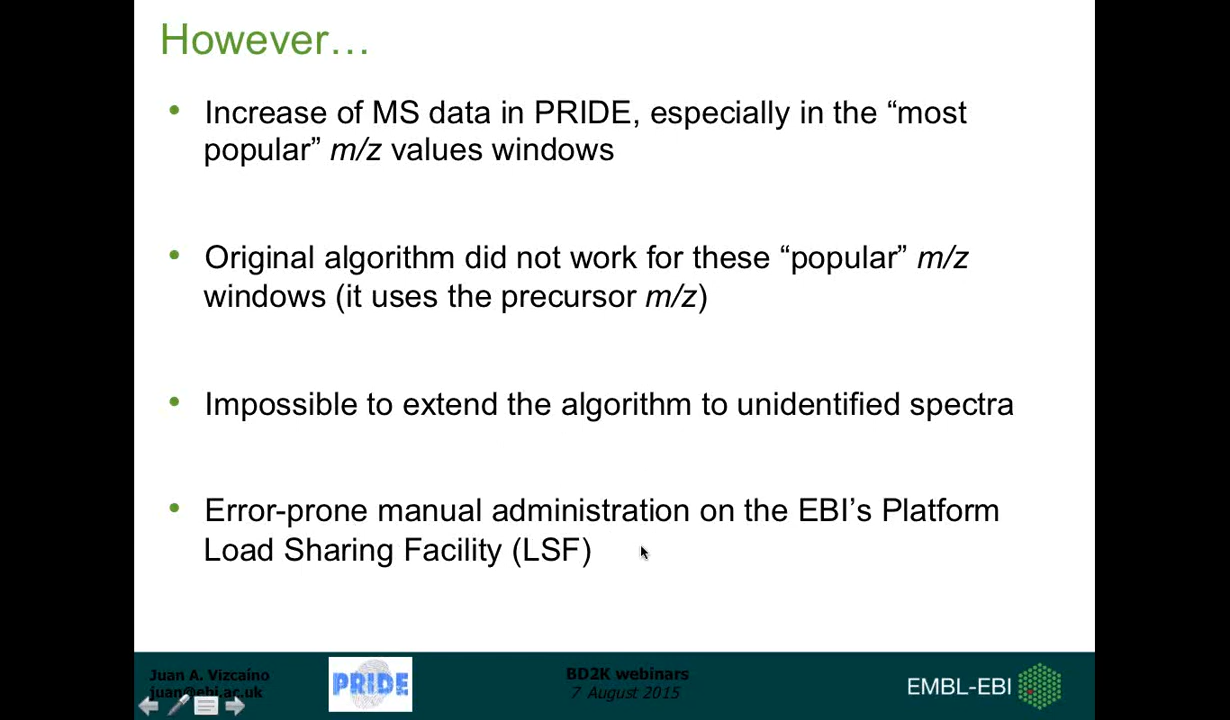 However…
• Increase of MS data in PRIDE, especially in the “most
popular” m/z values windows
• Original algorithm did not work for these “popular” m/z
windows (it uses the precursor m/z)
• Impossible to extend the algorithm to unidentified spectra
• Error-prone manual administration on the EBI’s Platform
Load Sharing Facility (LSF)
Juan A. Vizcaíno
juan@ebi.ac.uk
PRIDE
BD2K webinars
7 August 2015
EMBL-EBI